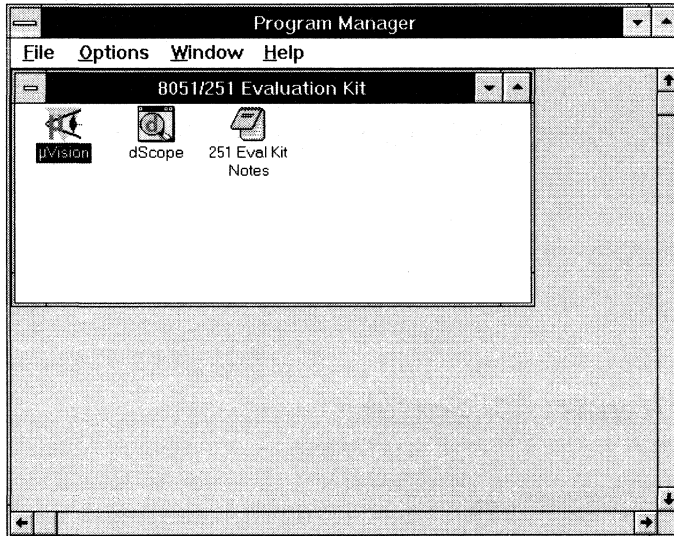 Program Manager
File Options Window Help
8051/251 Evaluation Kit
µVision dScope 251 Eval Kit
Notes